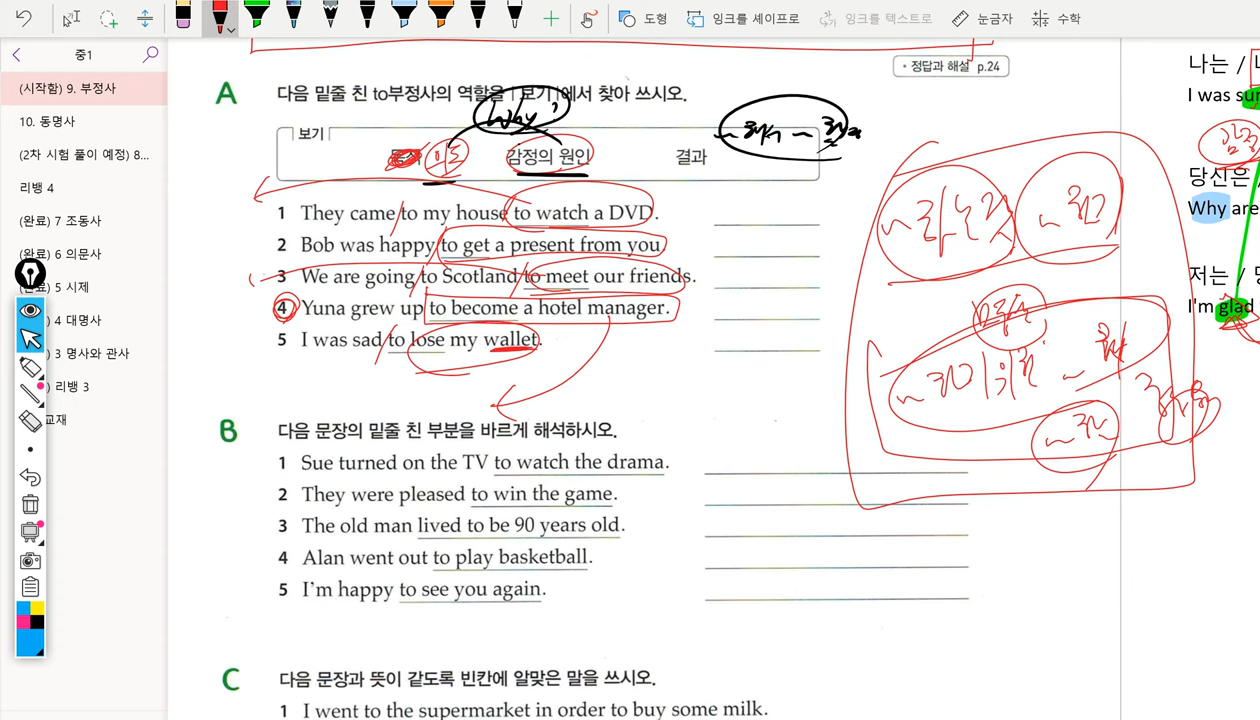 도형
잉크를 셰이프로
잉크를 텍스트로
눈금자
수학
중1
(시작함) 9. 부정사
10. 동명사
(2차 시험 풀이 예정) 8...
리뱅 4
(완료) 7 조동사
(완료) 6 의문사
5 시제
) 4 대명사
) 3 명사와 관사
) 리뱅 3
교재
• 정답과 해설 p.24
A 다음 밑줄 친 to부정사의 역할을 |보기|에서 찾아 쓰시오.
Why?
보기
감정의 원인 결과
1 They came to my house to watch a DVD.
2 Bob was happy to get a present from you.
3 We are going to Scotland to meet our friends.
4 Yuna grew up to become a hotel manager.
5 I was sad to lose my wallet.
B 다음 문장의 밑줄 친 부분을 바르게 해석하시오.
1 Sue turned on the TV to watch the drama.
2 They were pleased to win the game.
3 The old man lived to be 90 years old.
4 Alan went out to play basketball.
5 I'm happy to see you again.
C 다음 문장과 뜻이 같도록 빈칸에 알맞은 말을 쓰시오.
1 I went to the supermarket in order to buy some milk.
나는 /
I was sur
감정
당신은
Why are
저는 /
I'm glad